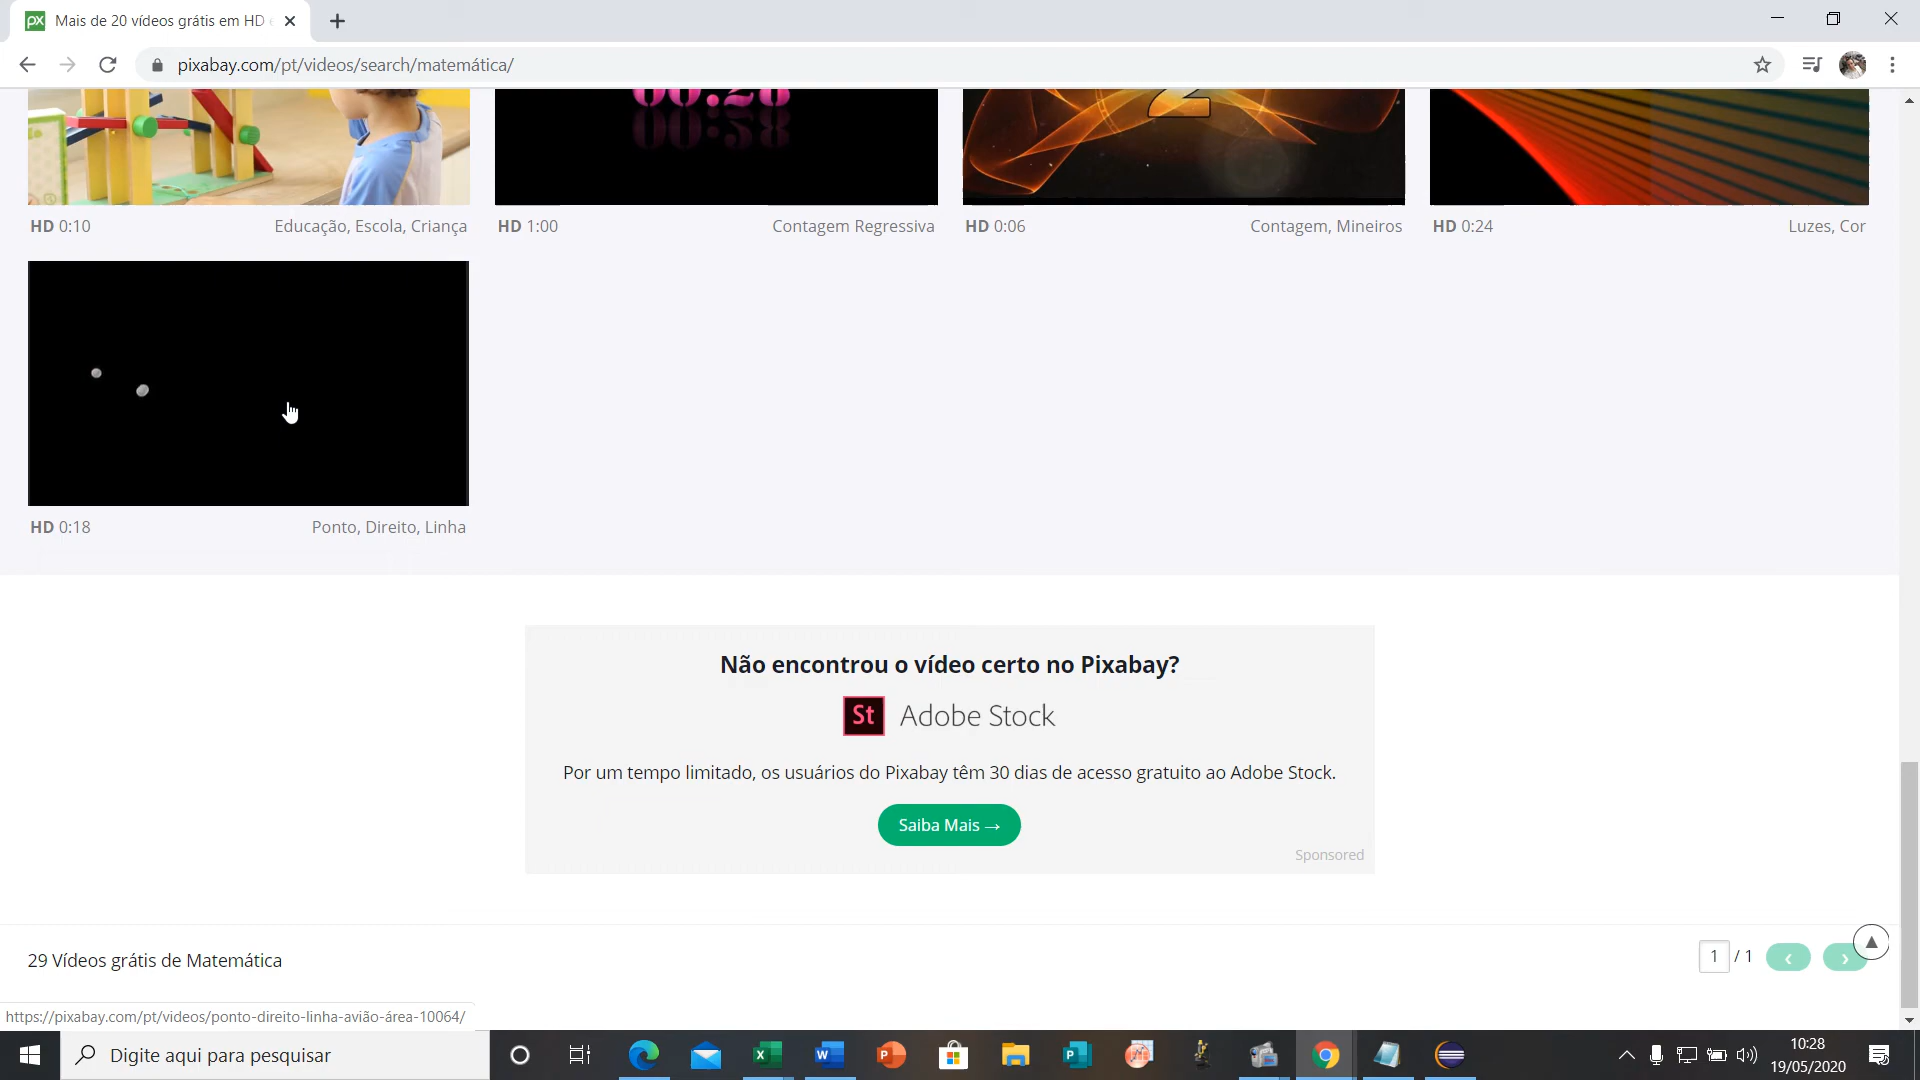 px Mais de 20 vídeos grátis em HD
pixabay.com/pt/videos/search/matemática/
00:28
2
HD 0:10 Educação, Escola, Criança
HD 1:00 Contagem Regressiva
HD 0:06 Contagem, Mineiros
HD 0:24 Luzes, Cor
HD 0:18 Ponto, Direito, Linha
Não encontrou o vídeo certo no Pixabay?
St Adobe Stock
Por um tempo limitado, os usuários do Pixabay têm 30 dias de acesso gratuito ao Adobe Stock.
Saiba Mais →
Sponsored
29 Vídeos grátis de Matemática
1 / 1 ‹ ›
https://pixabay.com/pt/videos/ponto-direito-linha-avião-área-10064/
Digite aqui para pesquisar
10:28
19/05/2020